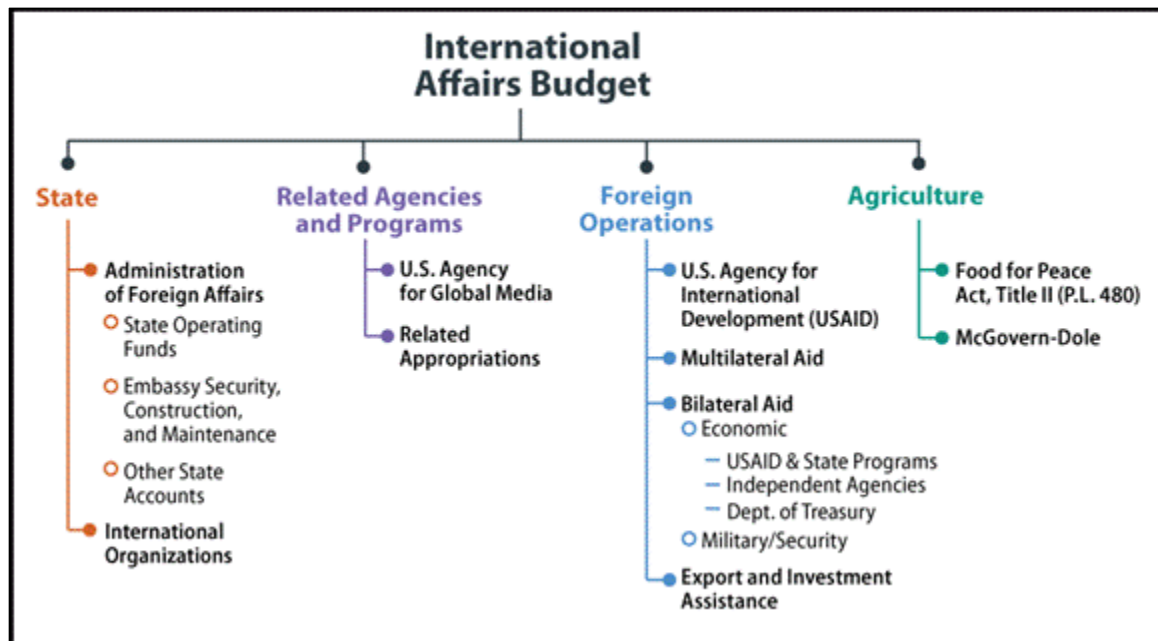 International
Affairs Budget
State
Administration
of Foreign Affairs
State Operating
Funds
Embassy Security,
Construction,
and Maintenance
Other State
Accounts
International
Organizations
Related Agencies
and Programs
U.S. Agency
for Global Media
Related
Appropriations
Foreign
Operations
U.S. Agency for
International
Development (USAID)
Multilateral Aid
Bilateral Aid
Economic
— USAID & State Programs
— Independent Agencies
— Dept. of Treasury
Military/Security
Export and Investment
Assistance
Agriculture
Food for Peace
Act, Title II (P.L. 480)
McGovern-Dole